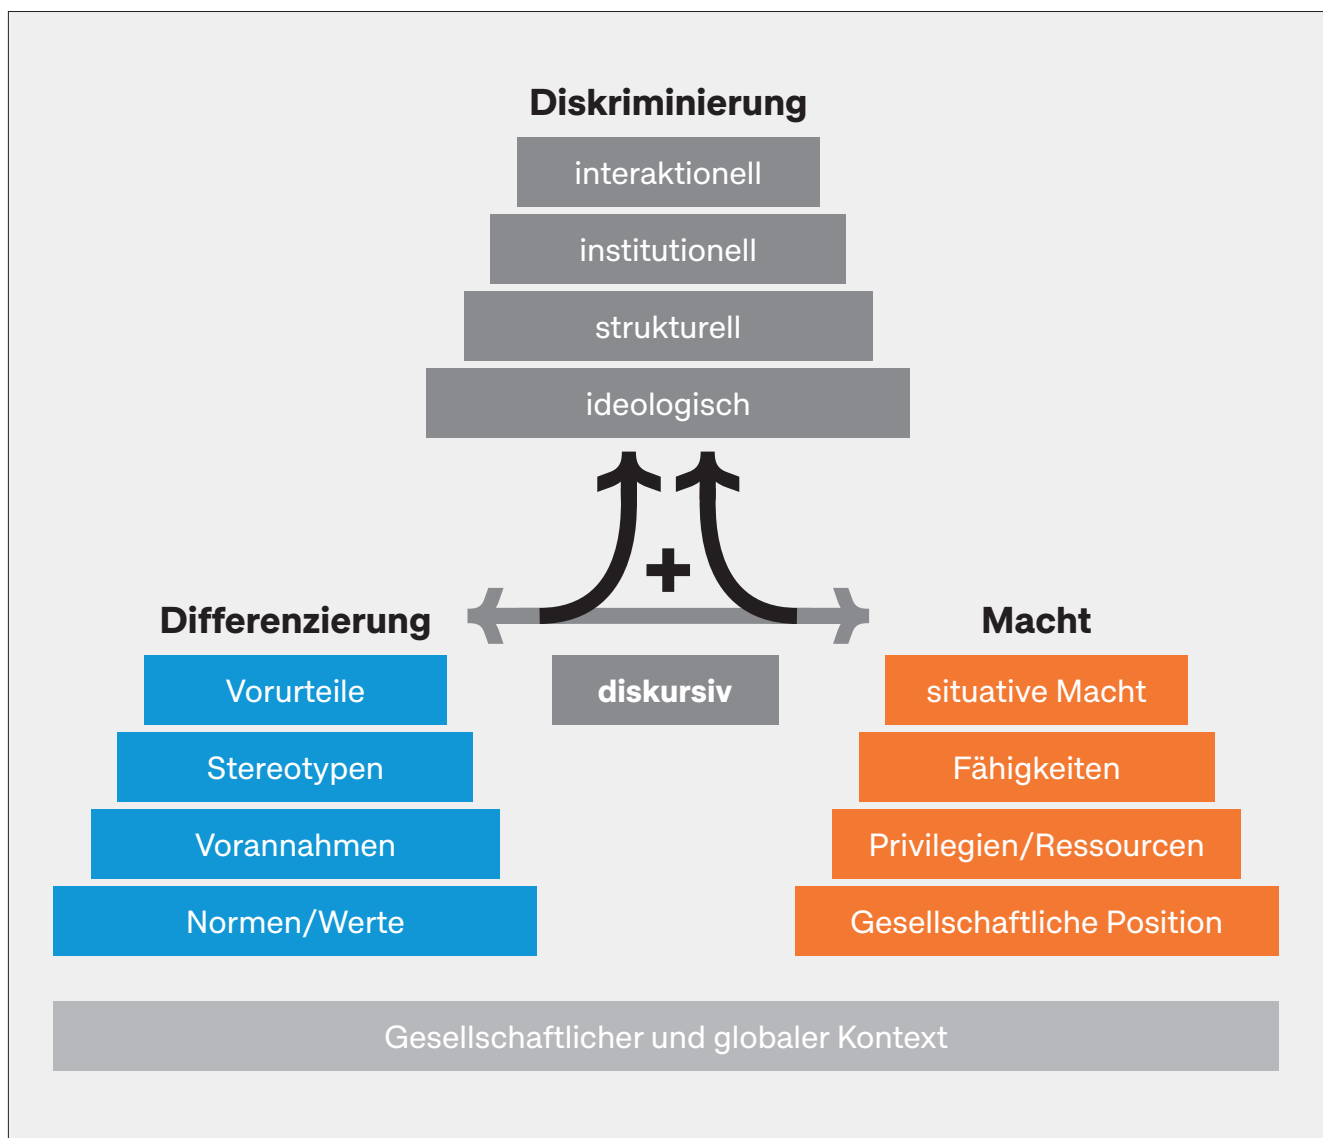 Diskriminierung
interaktionell
institutionell
strukturell
ideologisch
+
Differenzierung
Vorurteile
Stereotypen
Vorannahmen
Normen/Werte
diskursiv
Macht
situative Macht
Fähigkeiten
Privilegien/Ressourcen
Gesellschaftliche Position
Gesellschaftlicher und globaler Kontext